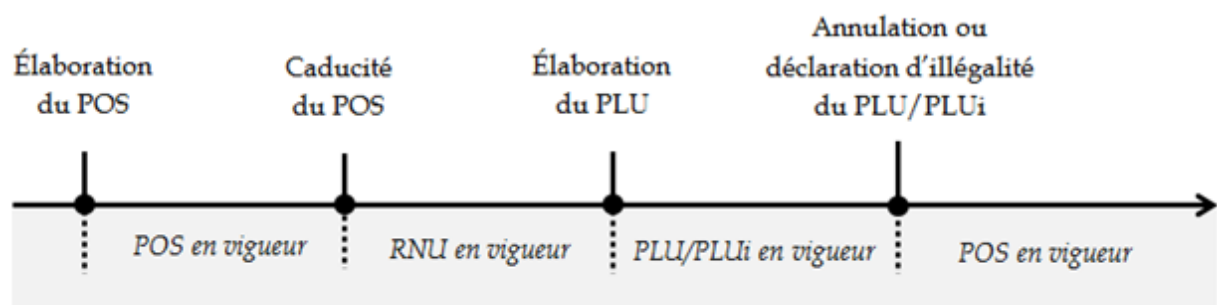 Élaboration
du POS
Caducité
du POS
Élaboration
du PLU
Annulation ou
déclaration d'illégalité
du PLU/PLUi
POS en vigueur
RNU en vigueur
PLU/PLUi en vigueur
POS en vigueur